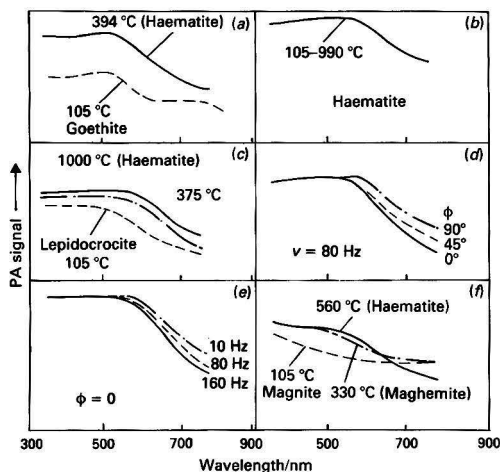 394 °C (Haematite) (a)
105 °C
Goethite
(b)
105–990 °C
Haematite
1000 °C (Haematite) (c)
375 °C
Lepidocrocite
105 °C
(d)
ϕ
90°
45°
0°
ν = 80 Hz
(e)
10 Hz
80 Hz
160 Hz
ϕ = 0
(f)
560 °C (Haematite)
105 °C
Magnite
330 °C (Maghemite)
PA signal
300 500 700 900 300 500 700 900
Wavelength/nm